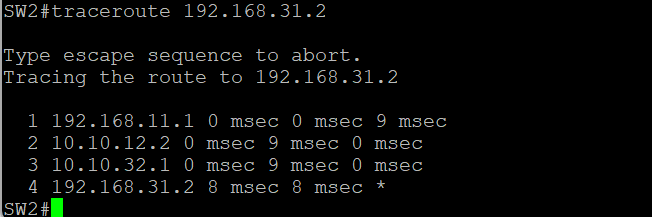 SW2#traceroute 192.168.31.2
Type escape sequence to abort.
Tracing the route to 192.168.31.2
1 192.168.11.1 0 msec 0 msec 9 msec
2 10.10.12.2 0 msec 9 msec 0 msec
3 10.10.32.1 0 msec 9 msec 0 msec
4 192.168.31.2 8 msec 8 msec *
SW2#